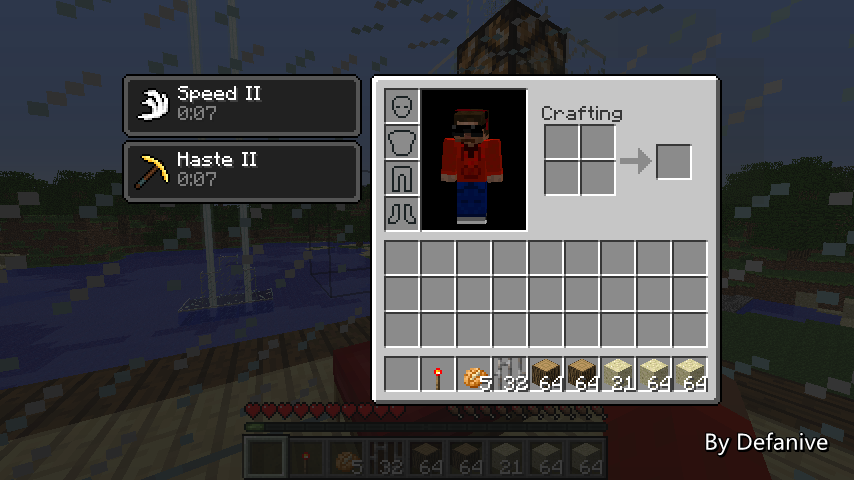 Speed II
0:07
Haste II
0:07
Crafting
5 32 64 64 21 64 64
5 32 64 64 21 64 64
By Defanive